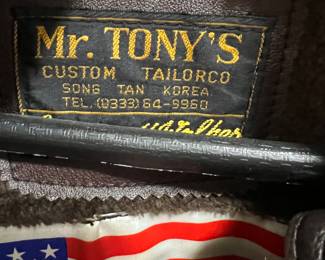 Mr. TONY'S
CUSTOM TAILORCO
SONG TAN KOREA
TEL. (0333) 64-9960